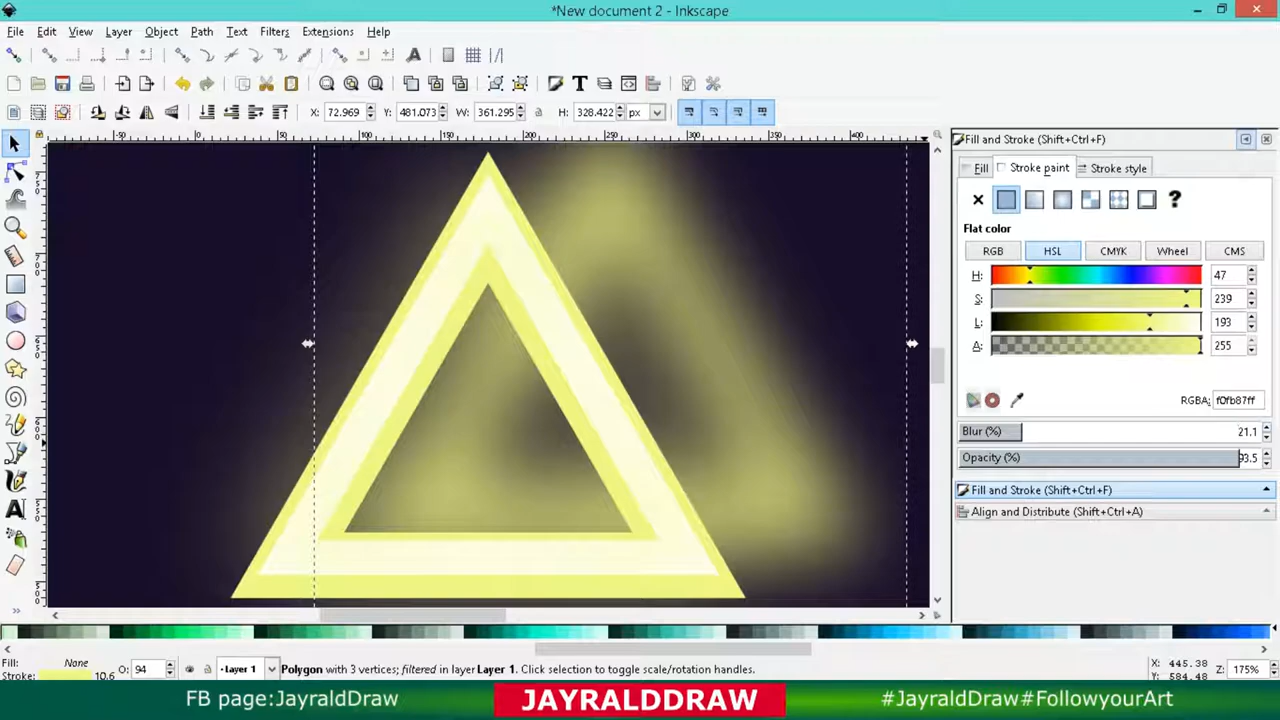 *New document 2 - Inkscape
File Edit View Layer Object Path Text Filters Extensions Help
X: 72.969 Y: 481.073 W: 361.295 H: 328.422 px
Fill and Stroke (Shift+Ctrl+F)
Fill Stroke paint Stroke style
Flat color
RGB HSL CMYK Wheel CMS
H: 47
S: 239
L: 193
A: 255
RGBA: f0fb87ff
Blur (%) 21.1
Opacity (%) 93.5
Fill and Stroke (Shift+Ctrl+F)
Align and Distribute (Shift+Ctrl+A)
Fill: None
Stroke: 10.6
O: 94
Layer 1
Polygon with 3 vertices; filtered in layer Layer 1. Click selection to toggle scale/rotation handles.
X: 445.38
Y: 584.48
Z: 175%
FB page:JayraldDraw
JAYRALDDRAW
#JayraldDraw#FollowyourArt